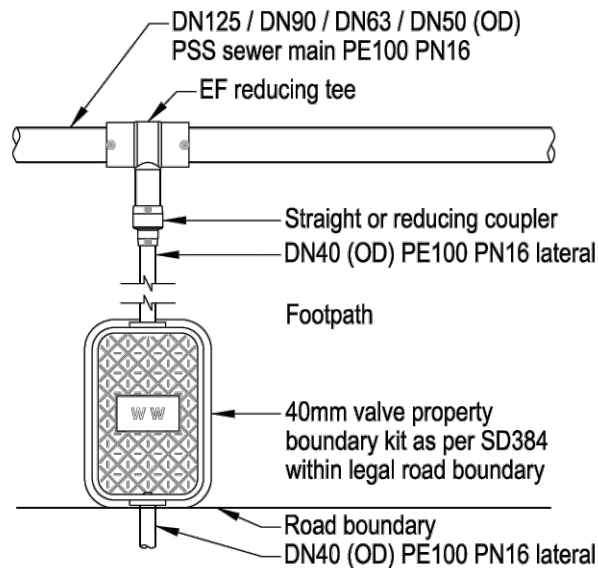 DN125 / DN90 / DN63 / DN50 (OD)
PSS sewer main PE100 PN16
EF reducing tee
Straight or reducing coupler
DN40 (OD) PE100 PN16 lateral
Footpath
WW
40mm valve property
boundary kit as per SD384
within legal road boundary
Road boundary
DN40 (OD) PE100 PN16 lateral